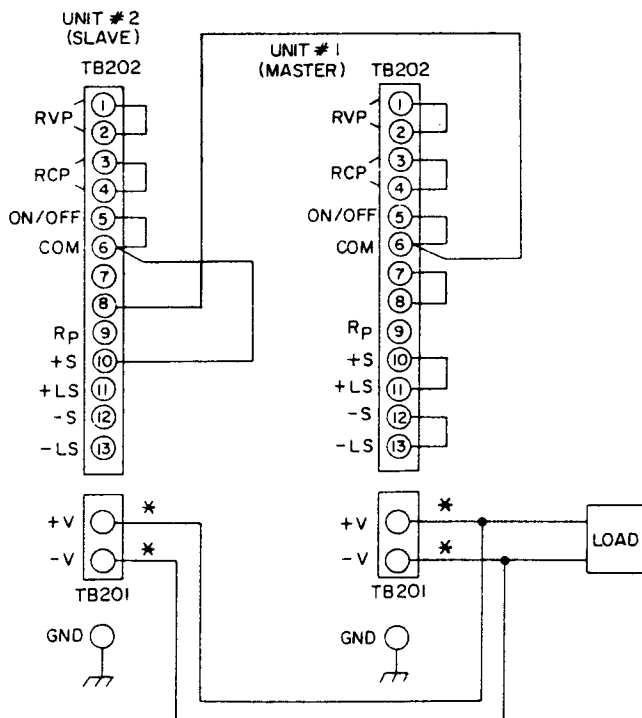 UNIT # 2
(SLAVE)
TB202
RVP
RCP
ON/OFF
COM
RP
+S
+LS
-S
-LS
1
2
3
4
5
6
7
8
9
10
11
12
13
*
+V
*
-V
TB201
GND
UNIT # 1
(MASTER)
TB202
RVP
RCP
ON/OFF
COM
RP
+S
+LS
-S
-LS
1
2
3
4
5
6
7
8
9
10
11
12
13
*
+V
*
-V
TB201
GND
LOAD